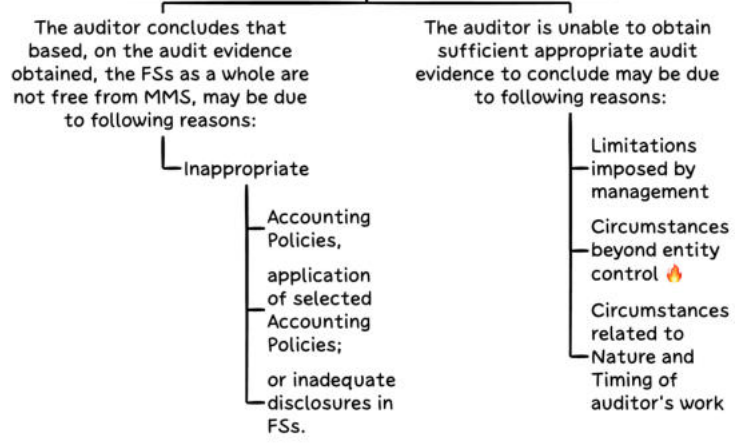 The auditor concludes that
based, on the audit evidence
obtained, the FSs as a whole are
not free from MMS, may be due
to following reasons:
Inappropriate
Accounting
Policies,
application
of selected
Accounting
Policies;
or inadequate
disclosures in
FSs.
The auditor is unable to obtain
sufficient appropriate audit
evidence to conclude may be due
to following reasons:
Limitations
imposed by
management
Circumstances
beyond entity
control 🔥
Circumstances
related to
Nature and
Timing of
auditor's work